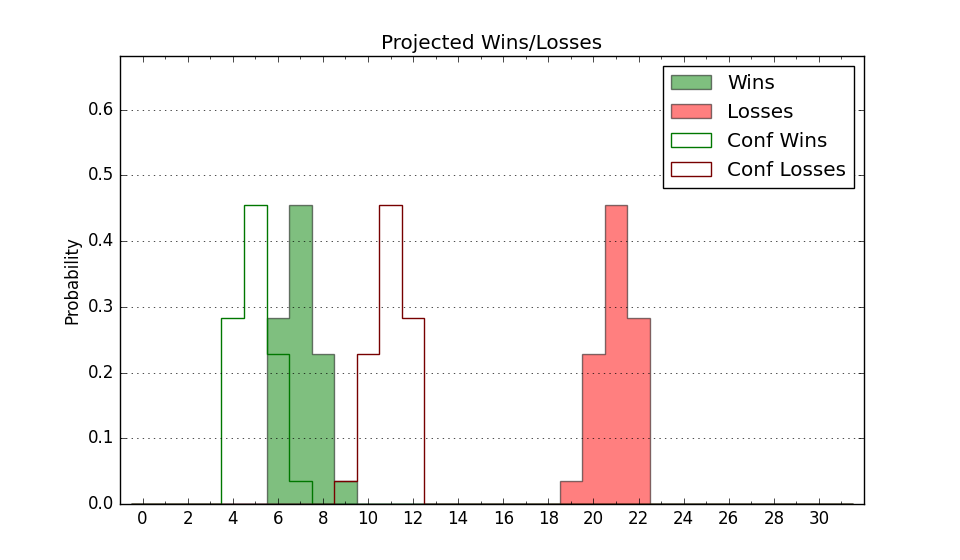 Projected Wins/Losses
Wins
Losses
Conf Wins
Conf Losses
Probability
0.6
0.5
0.4
0.3
0.2
0.1
0.0
0 2 4 6 8 10 12 14 16 18 20 22 24 26 28 30